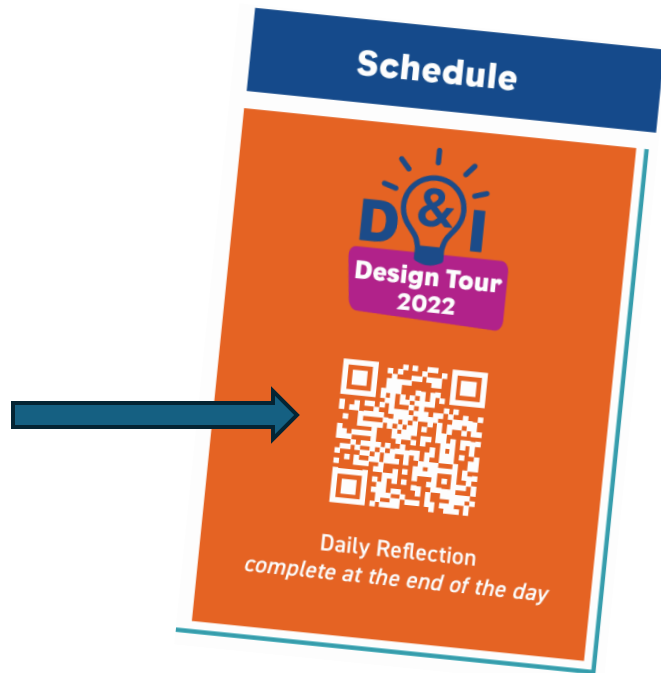 Schedule
D&I
Design Tour
2022
Daily Reflection
complete at the end of the day